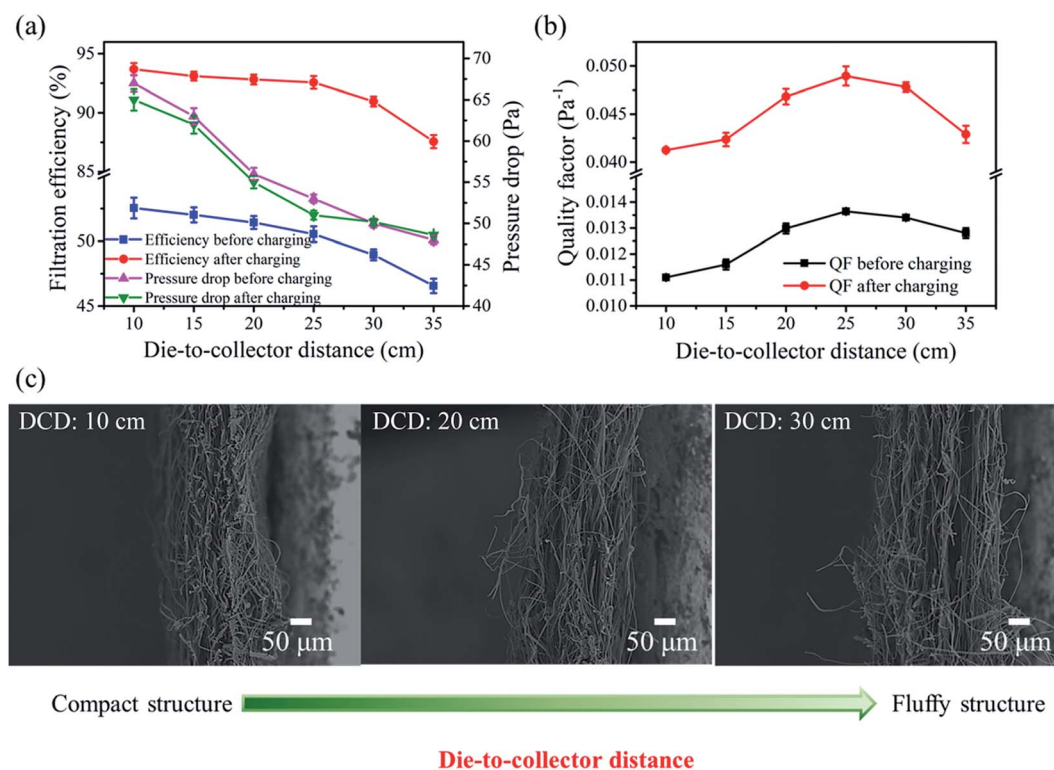 (a)
95
90
85
50
45
Filtration efficiency (%)
70
65
60
55
50
45
40
Pressure drop (Pa)
Efficiency before charging
Efficiency after charging
Pressure drop before charging
Pressure drop after charging
10 15 20 25 30 35
Die-to-collector distance (cm)
(b)
0.050
0.045
0.040
0.014
0.013
0.012
0.011
0.010
Quality factor (Pa⁻¹)
QF before charging
QF after charging
10 15 20 25 30 35
Die-to-collector distance (cm)
(c)
DCD: 10 cm
50 μm
DCD: 20 cm
50 μm
DCD: 30 cm
50 μm
Compact structure
Fluffy structure
Die-to-collector distance